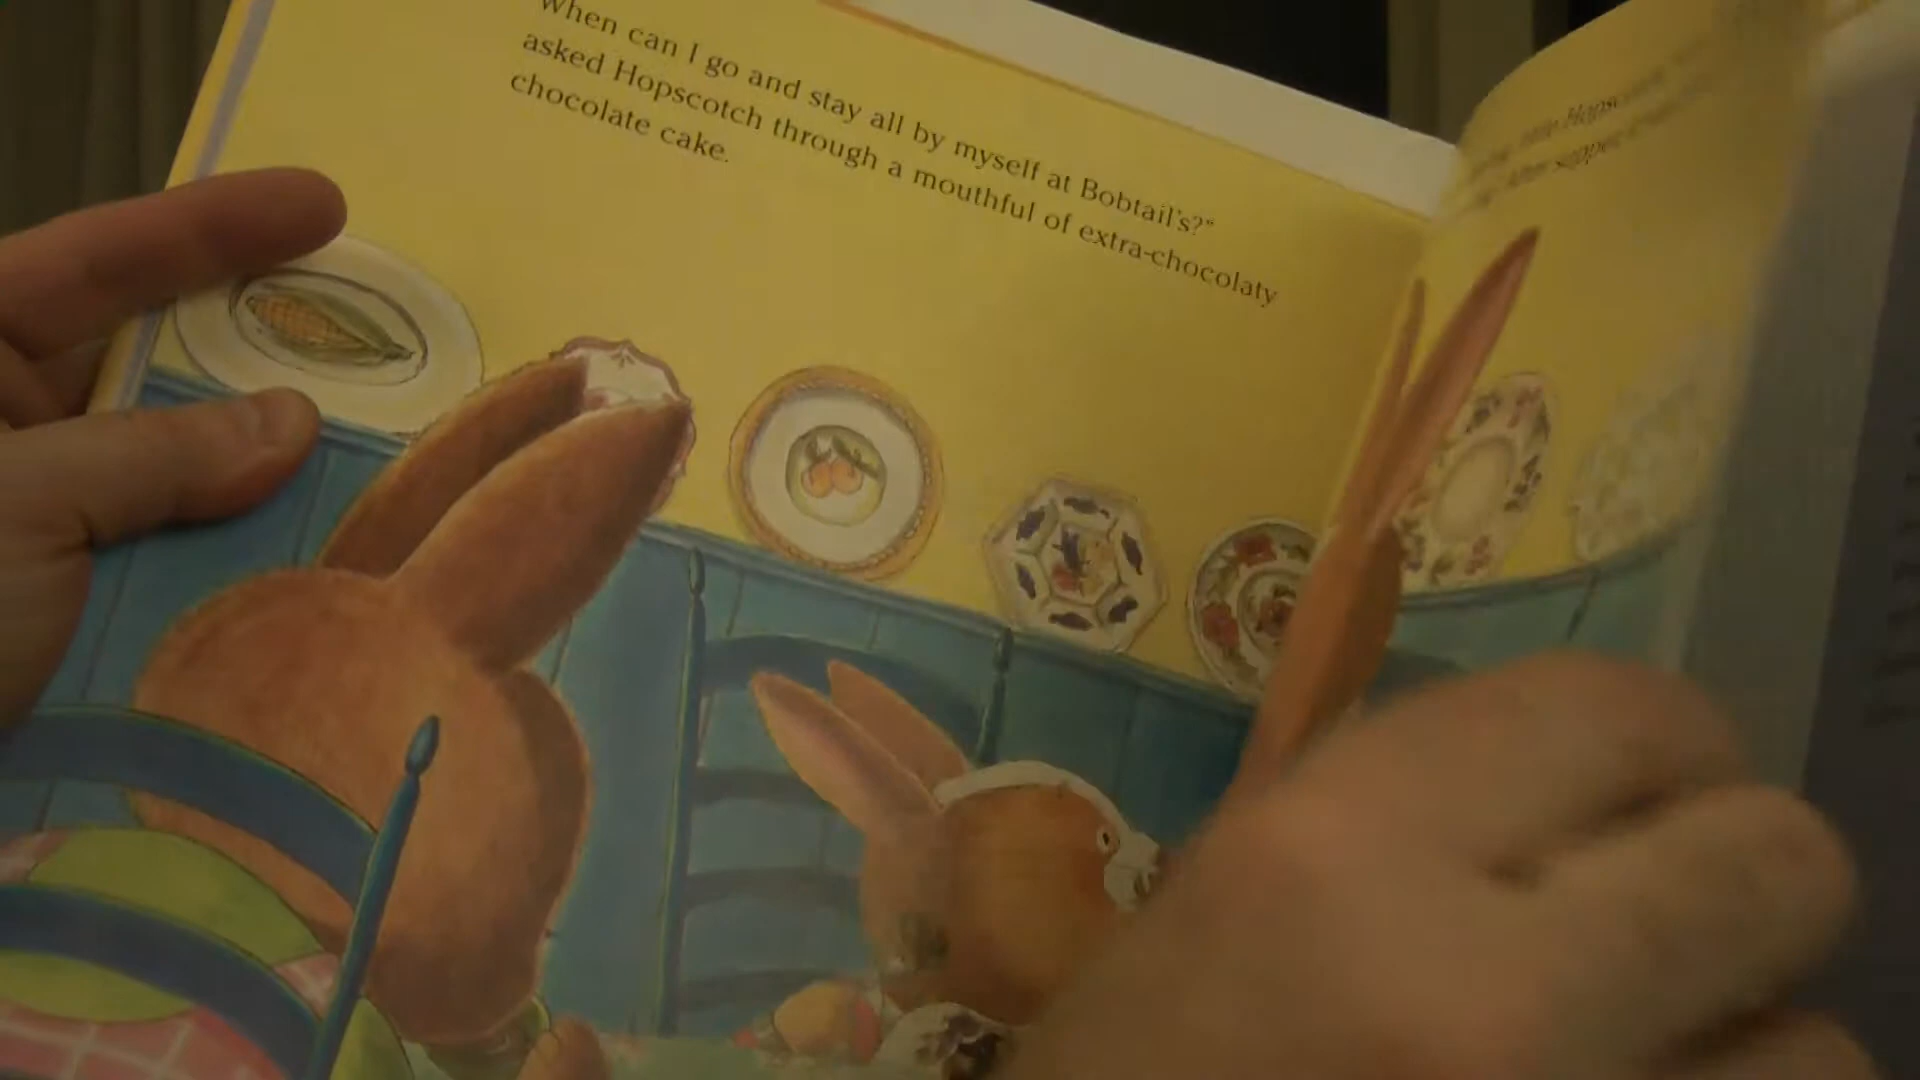 When can I go and stay all by myself at Bobtail's?"
asked Hopscotch through a mouthful of extra-chocolaty
chocolate cake.